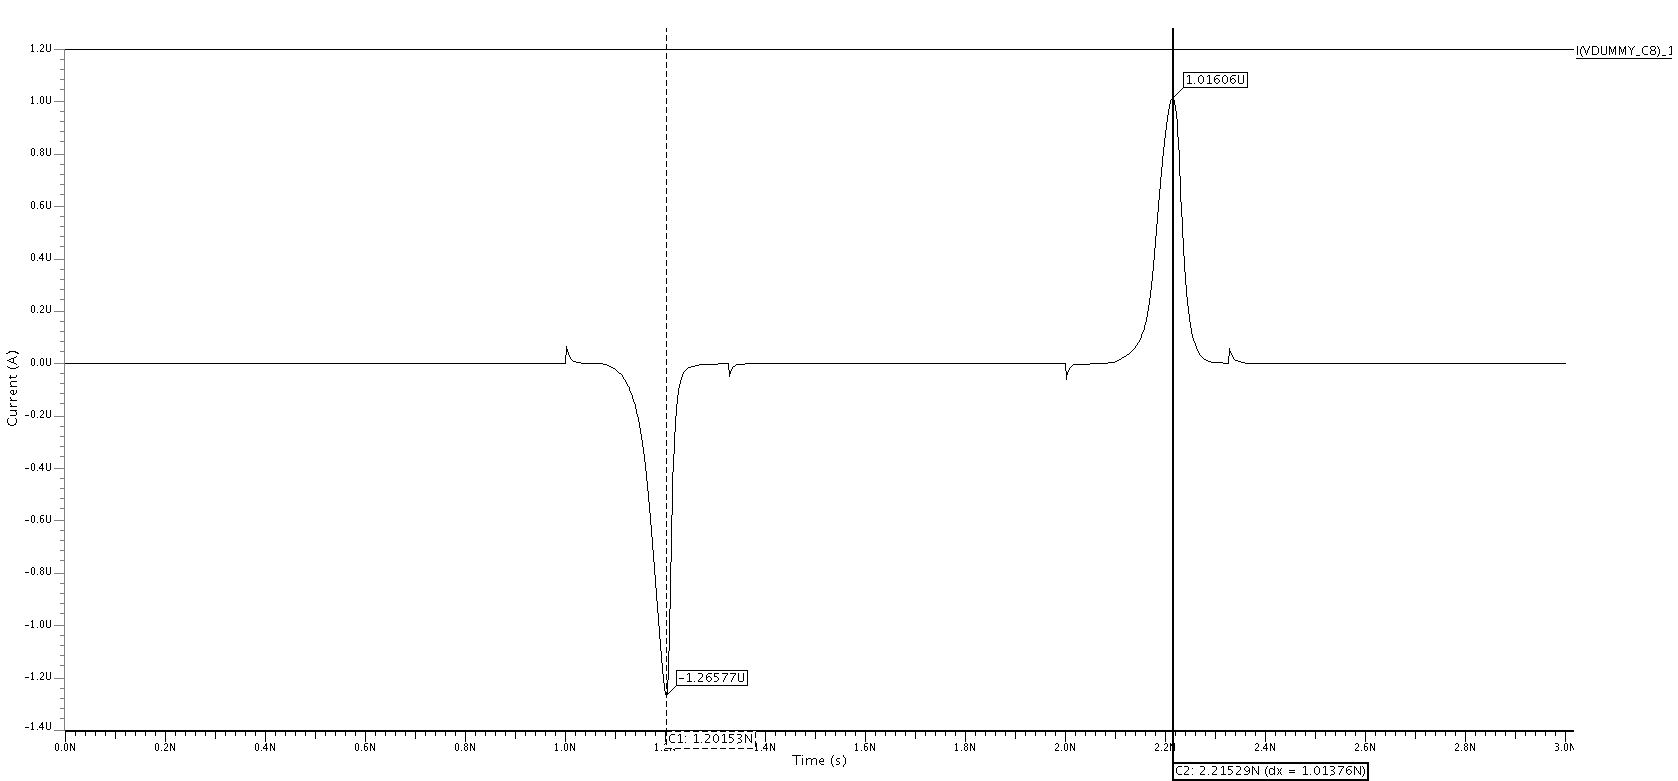 1.2U
I(VDUMMY_C8)_1
1.01606U
1.0U
0.8U
0.6U
0.4U
0.2U
0.0U
-0.2U
-0.4U
-0.6U
-0.8U
-1.0U
-1.2U
-1.4U
Current (A)
-1.26577U
C1: 1.20153N
0.0N 0.2N 0.4N 0.6N 0.8N 1.0N 1.4N 1.6N 1.8N 2.0N 2.2N 2.4N 2.6N 2.8N 3.0N
Time (s)
C2: 2.21529N (dx = 1.01376N)